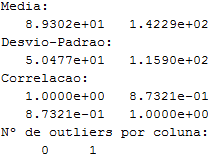 Media:
8.9302e+01 1.4229e+02
Desvio-Padrao:
5.0477e+01 1.1590e+02
Correlacao:
1.0000e+00 8.7321e-01
8.7321e-01 1.0000e+00
Nº de outliers por coluna:
0 1